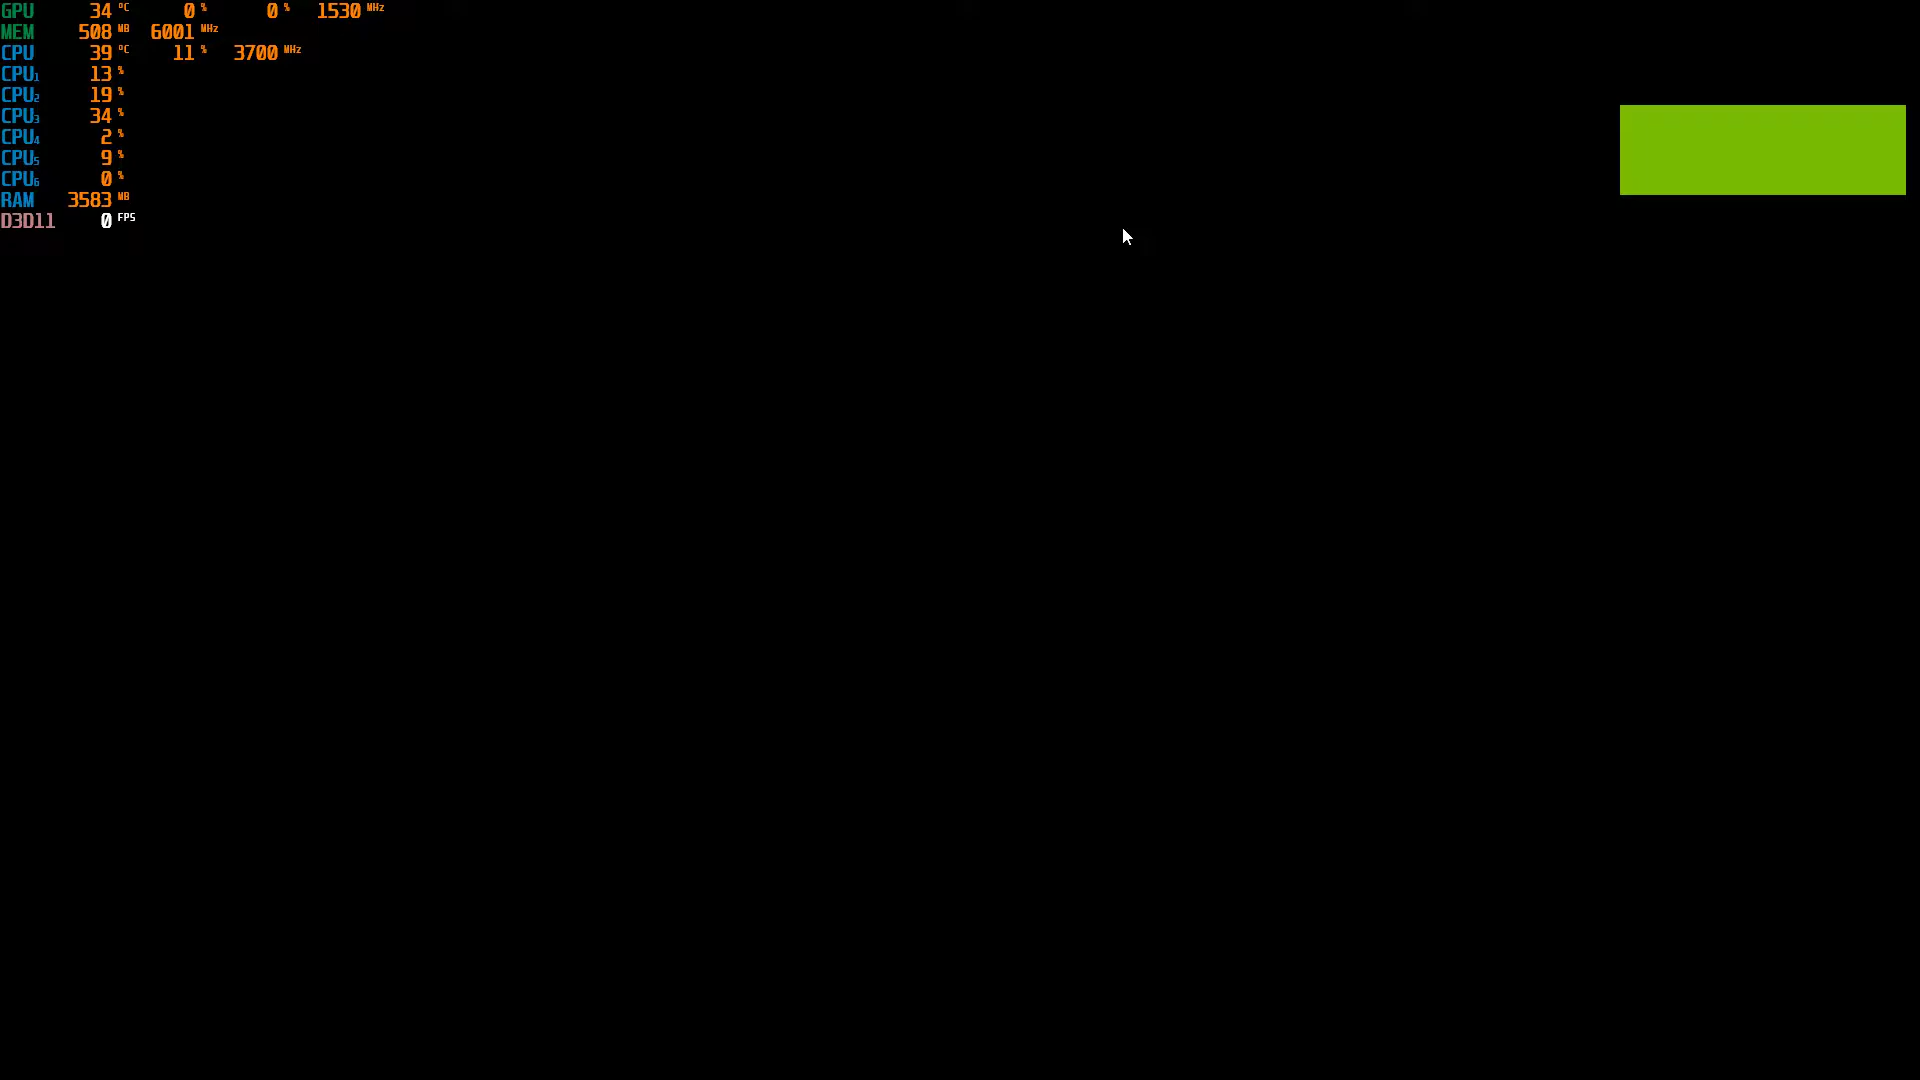 GPU 34 °C 0 % 0 % 1530 MHz
MEM 508 MB 6001 MHz
CPU 39 °C 11 % 3700 MHz
CPU1 13 %
CPU2 19 %
CPU3 34 %
CPU4 2 %
CPU5 9 %
CPU6 0 %
RAM 3583 MB
D3D11 0 FPS